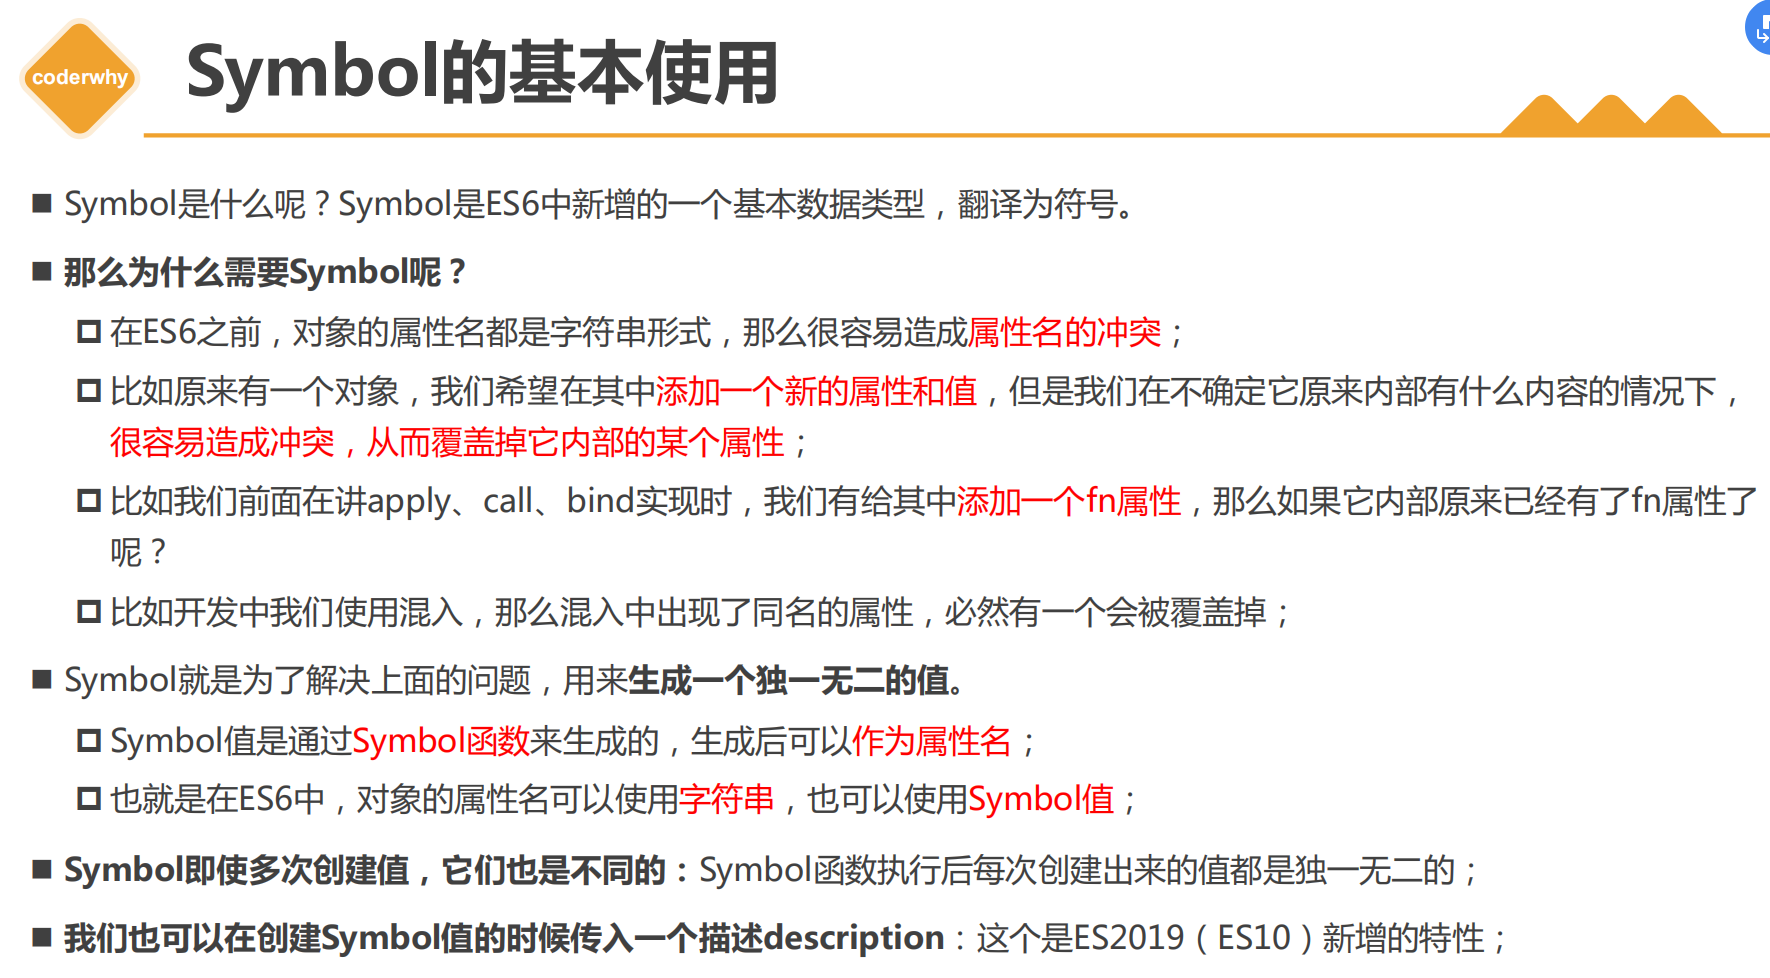 coderwhy
Symbol的基本使用
Symbol是什么呢？Symbol是ES6中新增的一个基本数据类型，翻译为符号。
那么为什么需要Symbol呢？
在ES6之前，对象的属性名都是字符串形式，那么很容易造成属性名的冲突；
比如原来有一个对象，我们希望在其中添加一个新的属性和值，但是我们在不确定它原来内部有什么内容的情况下，
很容易造成冲突，从而覆盖掉它内部的某个属性；
比如我们前面在讲apply、call、bind实现时，我们有给其中添加一个fn属性，那么如果它内部原来已经有了fn属性了
呢？
比如开发中我们使用混入，那么混入中出现了同名的属性，必然有一个会被覆盖掉；
Symbol就是为了解决上面的问题，用来生成一个独一无二的值。
Symbol值是通过Symbol函数来生成的，生成后可以作为属性名；
也就是在ES6中，对象的属性名可以使用字符串，也可以使用Symbol值；
Symbol即使多次创建值，它们也是不同的：Symbol函数执行后每次创建出来的值都是独一无二的；
我们也可以在创建Symbol值的时候传入一个描述description：这个是ES2019（ES10）新增的特性；